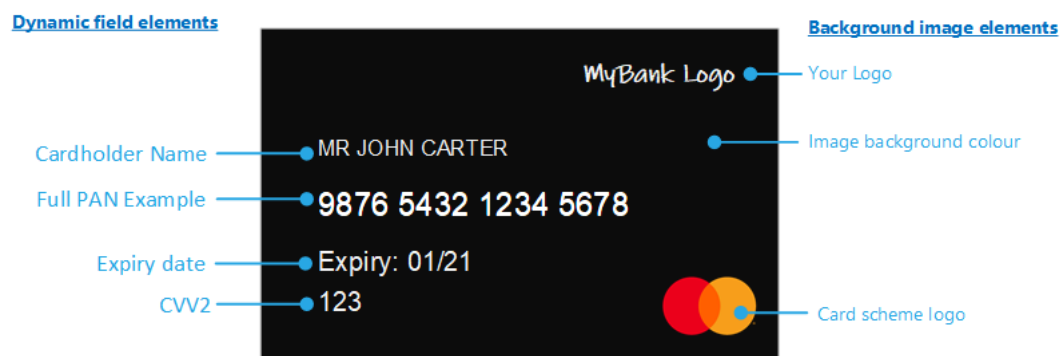 Dynamic field elements
Background image elements
MyBank Logo
Your Logo
Image background colour
Cardholder Name
MR JOHN CARTER
Full PAN Example
9876 5432 1234 5678
Expiry date
Expiry: 01/21
CVV2
123
Card scheme logo